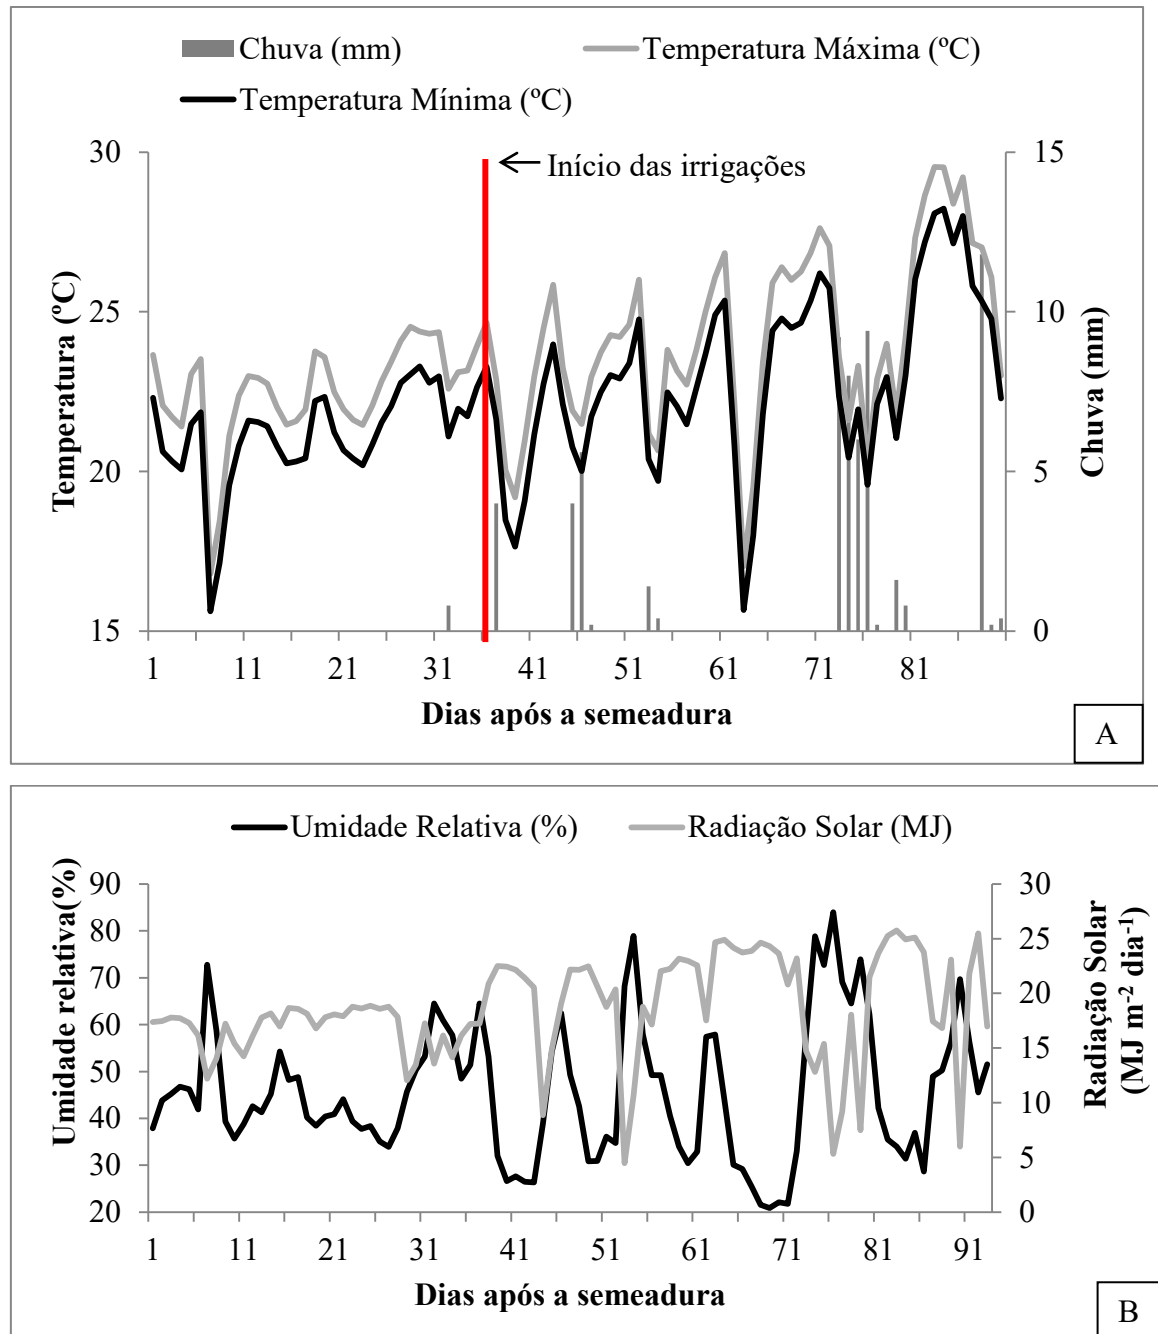 Chuva (mm)
Temperatura Máxima (ºC)
Temperatura Mínima (ºC)
30
15
Início das irrigações
25
10
20
5
15
0
Temperatura (ºC)
Chuva (mm)
1 11 21 31 41 51 61 71 81
Dias após a semeadura
A
Umidade Relativa (%)
Radiação Solar (MJ)
90
80
70
60
50
40
30
20
30
25
20
15
10
5
0
Umidade relativa(%)
Radiação Solar
(MJ m-2 dia-1)
1 11 21 31 41 51 61 71 81 91
Dias após a semeadura
B